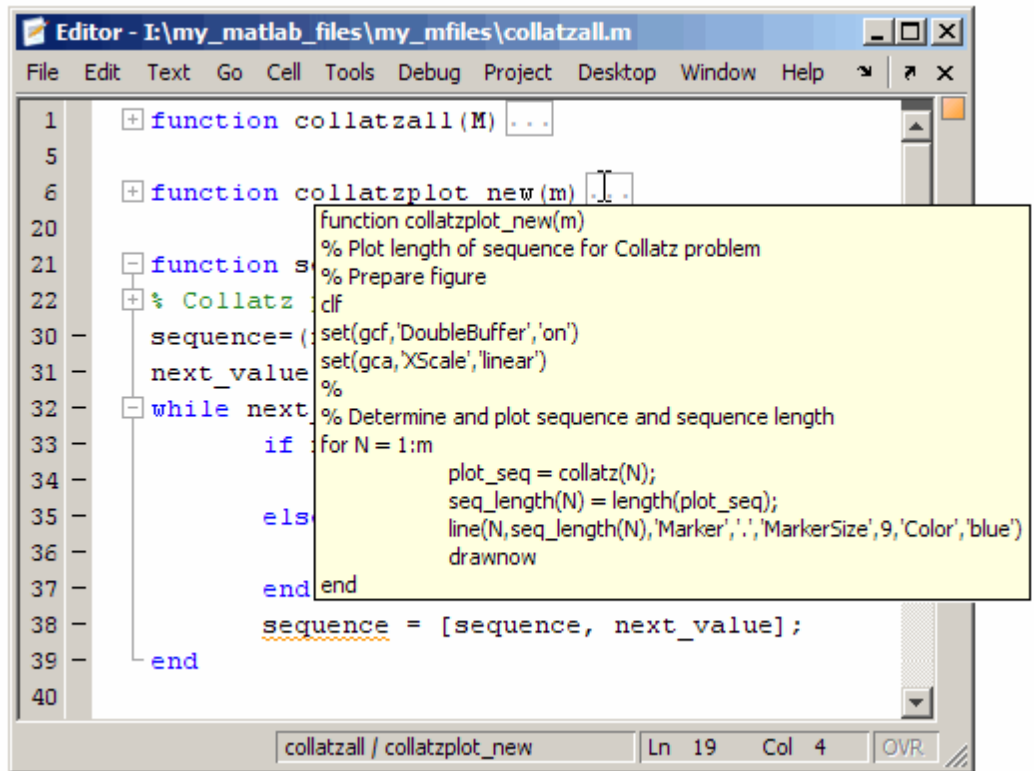 Editor - I:\my_matlab_files\my_mfiles\collatzall.m
File Edit Text Go Cell Tools Debug Project Desktop Window Help
1 function collatzall(M) ...
5
6 function collatzplot_new(m) ...
20
21 function
22 % Collatz
30 sequence=(
31 next_value
32 while next_
33 if
34
35 else
36
37 end
38 sequence = [sequence, next_value];
39 end
40
function collatzplot_new(m)
% Plot length of sequence for Collatz problem
% Prepare figure
clf
set(gcf,'DoubleBuffer','on')
set(gca,'XScale','linear')
%
% Determine and plot sequence and sequence length
for N = 1:m
plot_seq = collatz(N);
seq_length(N) = length(plot_seq);
line(N,seq_length(N),'Marker','.','MarkerSize',9,'Color','blue')
drawnow
end
collatzall / collatzplot_new Ln 19 Col 4 OVR